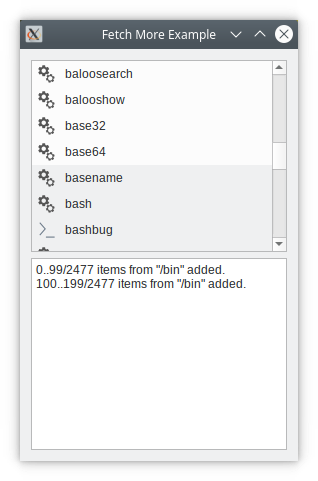 Fetch More Example
baloosearch
balooshow
base32
base64
basename
bash
bashbug
0..99/2477 items from "/bin" added.
100..199/2477 items from "/bin" added.